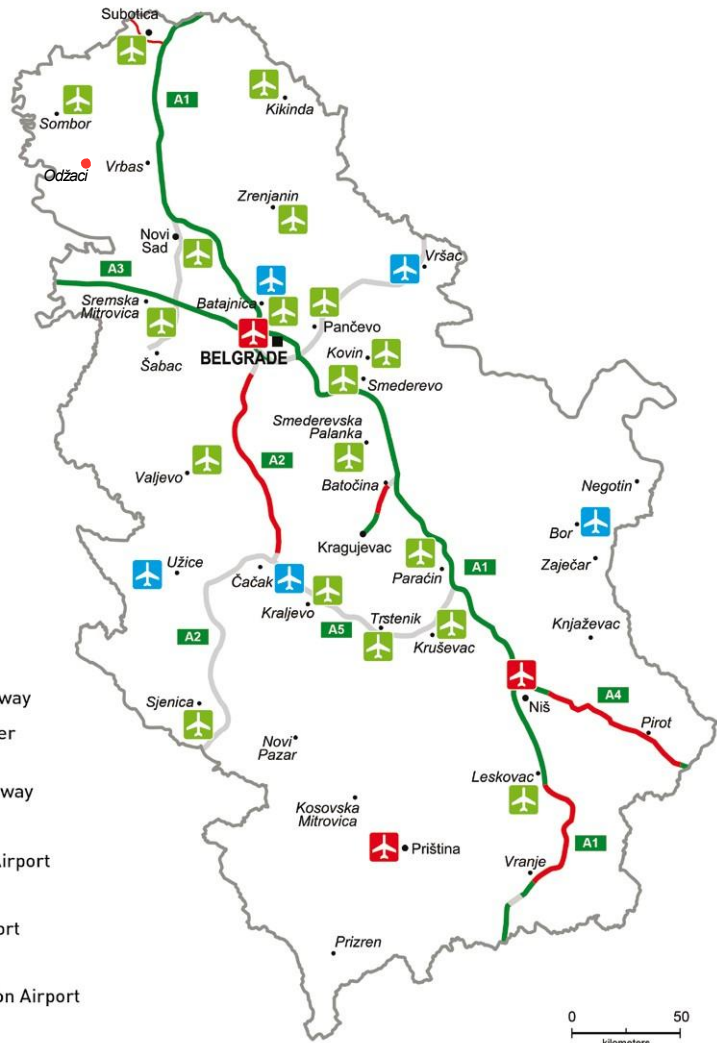 Subotica
A1
Kikinda
Sombor
Odžaci
Vrbas
Zrenjanin
Novi
Sad
Vršac
A3
Sremska
Mitrovica
Batajnica
Pančevo
BELGRADE
Kovin
Šabac
Smederevo
Smederevska
Palanka
A2
Valjevo
Batočina
Negotin
Bor
Kragujevac
Zaječar
Užice
Čačak
Paraćin
A1
Kraljevo
A5
Trstenik
Kruševac
Knjaževac
A2
Sjenica
Niš
A4
Pirot
Novi
Pazar
Leskovac
Kosovska
Mitrovica
Priština
A1
Vranje
Prizren
way
er
way
Airport
ort
on Airport
0 50
kilometers